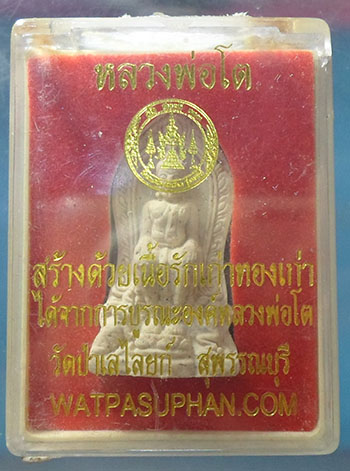 หลวงพ่อโต
สร้างด้วยเนื้อรักเก่าทองเก่า
ได้จากการบูรณะองค์หลวงพ่อโต
วัดป่าเลไลยก์ สุพรรณบุรี
WATPASUPHAN.COM